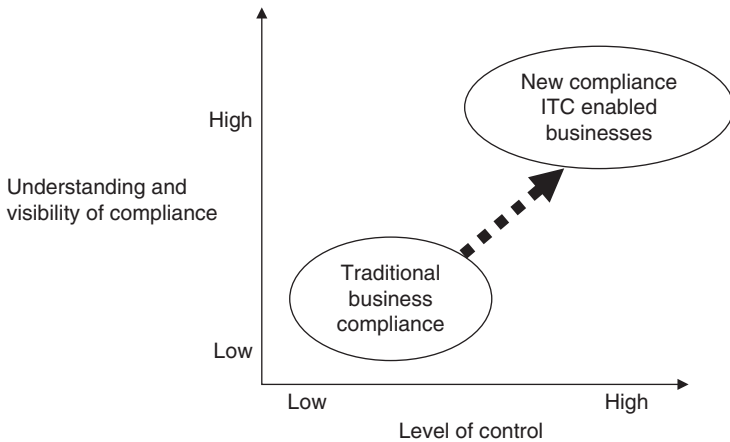 New compliance
ITC enabled
businesses
High
Understanding and
visibility of compliance
Traditional
business
compliance
Low
Low
High
Level of control